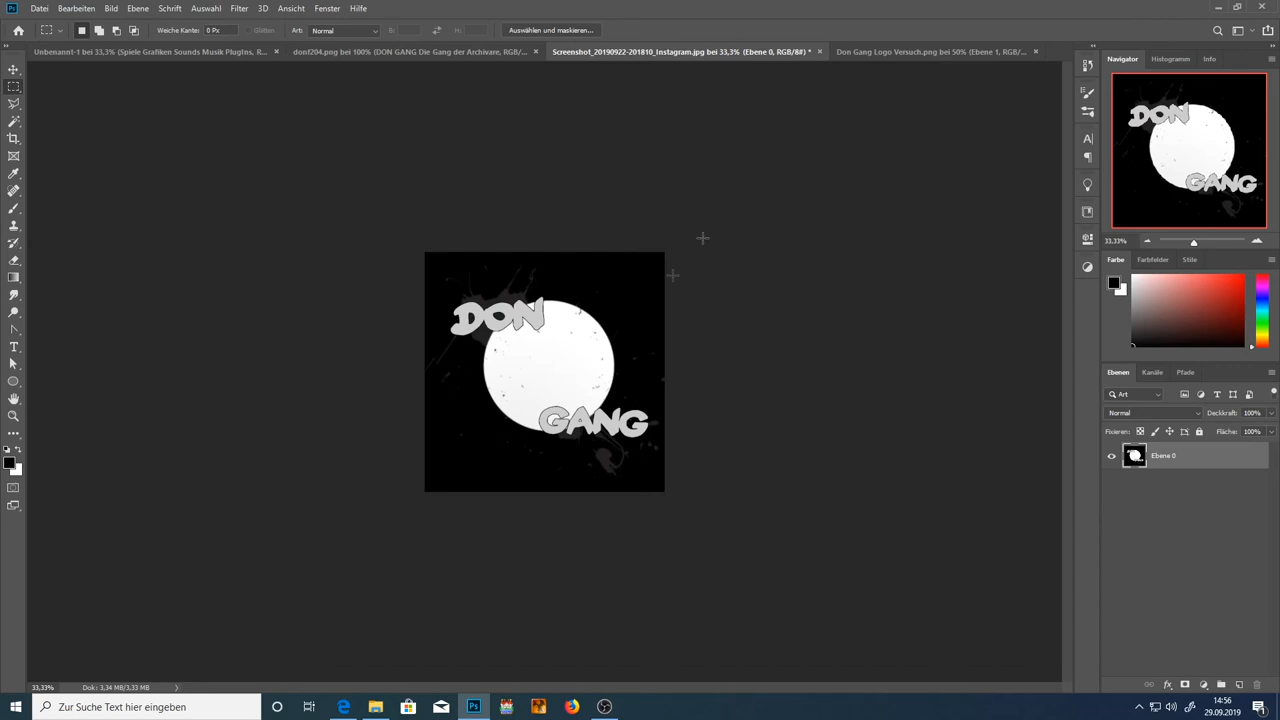 Datei Bearbeiten Bild Ebene Schrift Auswahl Filter 3D Ansicht Fenster Hilfe
Weiche Kante: 0 Px Glätten Art: Normal B: H: Auswählen und maskieren...
Unbenannt-1 bei 33,3% (Spiele Grafiken Sounds Musik PlugIns, R... × donf204.png bei 100% (DON GANG Die Gang der Archivare, RGB/... × Screenshot_20190922-201810_Instagram.jpg bei 33,3% (Ebene 0, RGB/8#) * × Don Gang Logo Versuch.png bei 50% (Ebene 1, RGB/... ×
Navigator Histogramm Info
DON
GANG
33,33%
Farbe Farbfelder Stile
DON
GANG
Ebenen Kanäle Pfade
Art
Normal Deckkraft: 100%
Fixieren: Fläche: 100%
Ebene 0
33,33% Dok: 3,34 MB/3,33 MB
Zur Suche Text hier eingeben
14:56
29.09.2019